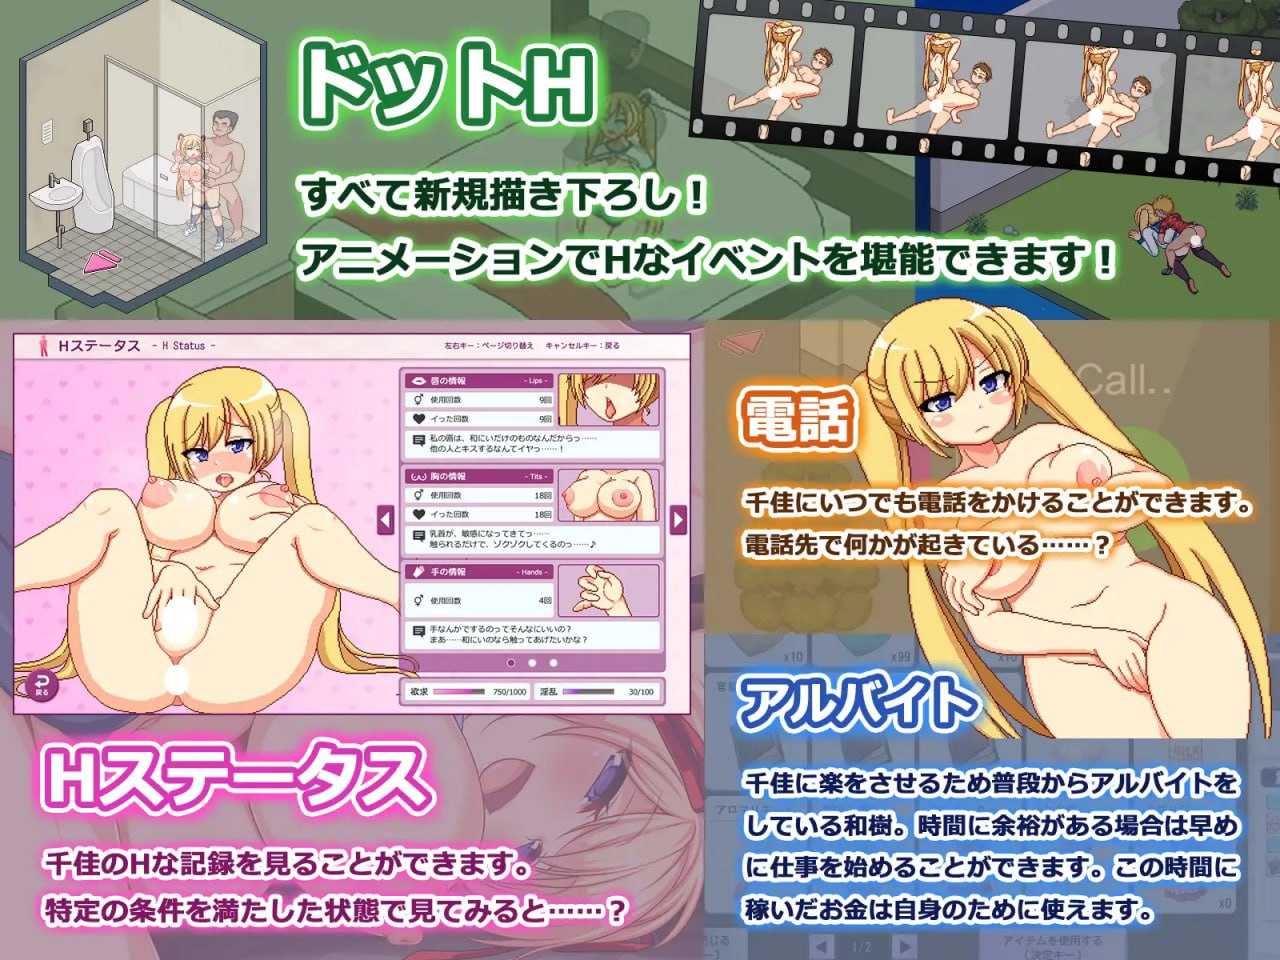 ドットH
すべて新規描き下ろし！
アニメーションでHなイベントを堪能できます！
Hステータス - H Status -
左右キー：ページ切り替え キャンセルキー：戻る
唇の情報 - Lips -
使用回数 9回
イった回数 9回
私の唇は、和にいだけのものなんだからっ……
他の人とキスするなんてイヤっ……！
胸の情報 - Tits -
使用回数 18回
イった回数 18回
乳首が、敏感になってきてっ……
触られるだけで、ゾクゾクしてくるのっ……♪
手の情報 - Hands -
使用回数 4回
手なんかでするのってそんなにいいの？
まあ……和にいのなら触ってあげたいかな？
戻る
欲求 750/1000 淫乱 30/100
Hステータス
千佳のHな記録を見ることができます。
特定の条件を満たした状態で見てみると……？
Call..
電話
千佳にいつでも電話をかけることができます。
電話先で何かが起きている……？
x10 x99 x10
アルバイト
千佳に楽をさせるため普段からアルバイトを
している和樹。時間に余裕がある場合は早め
に仕事を始めることができます。この時間に
稼いだお金は自身のために使えます。
x0
1/2
アイテムを使用する
（決定キー）